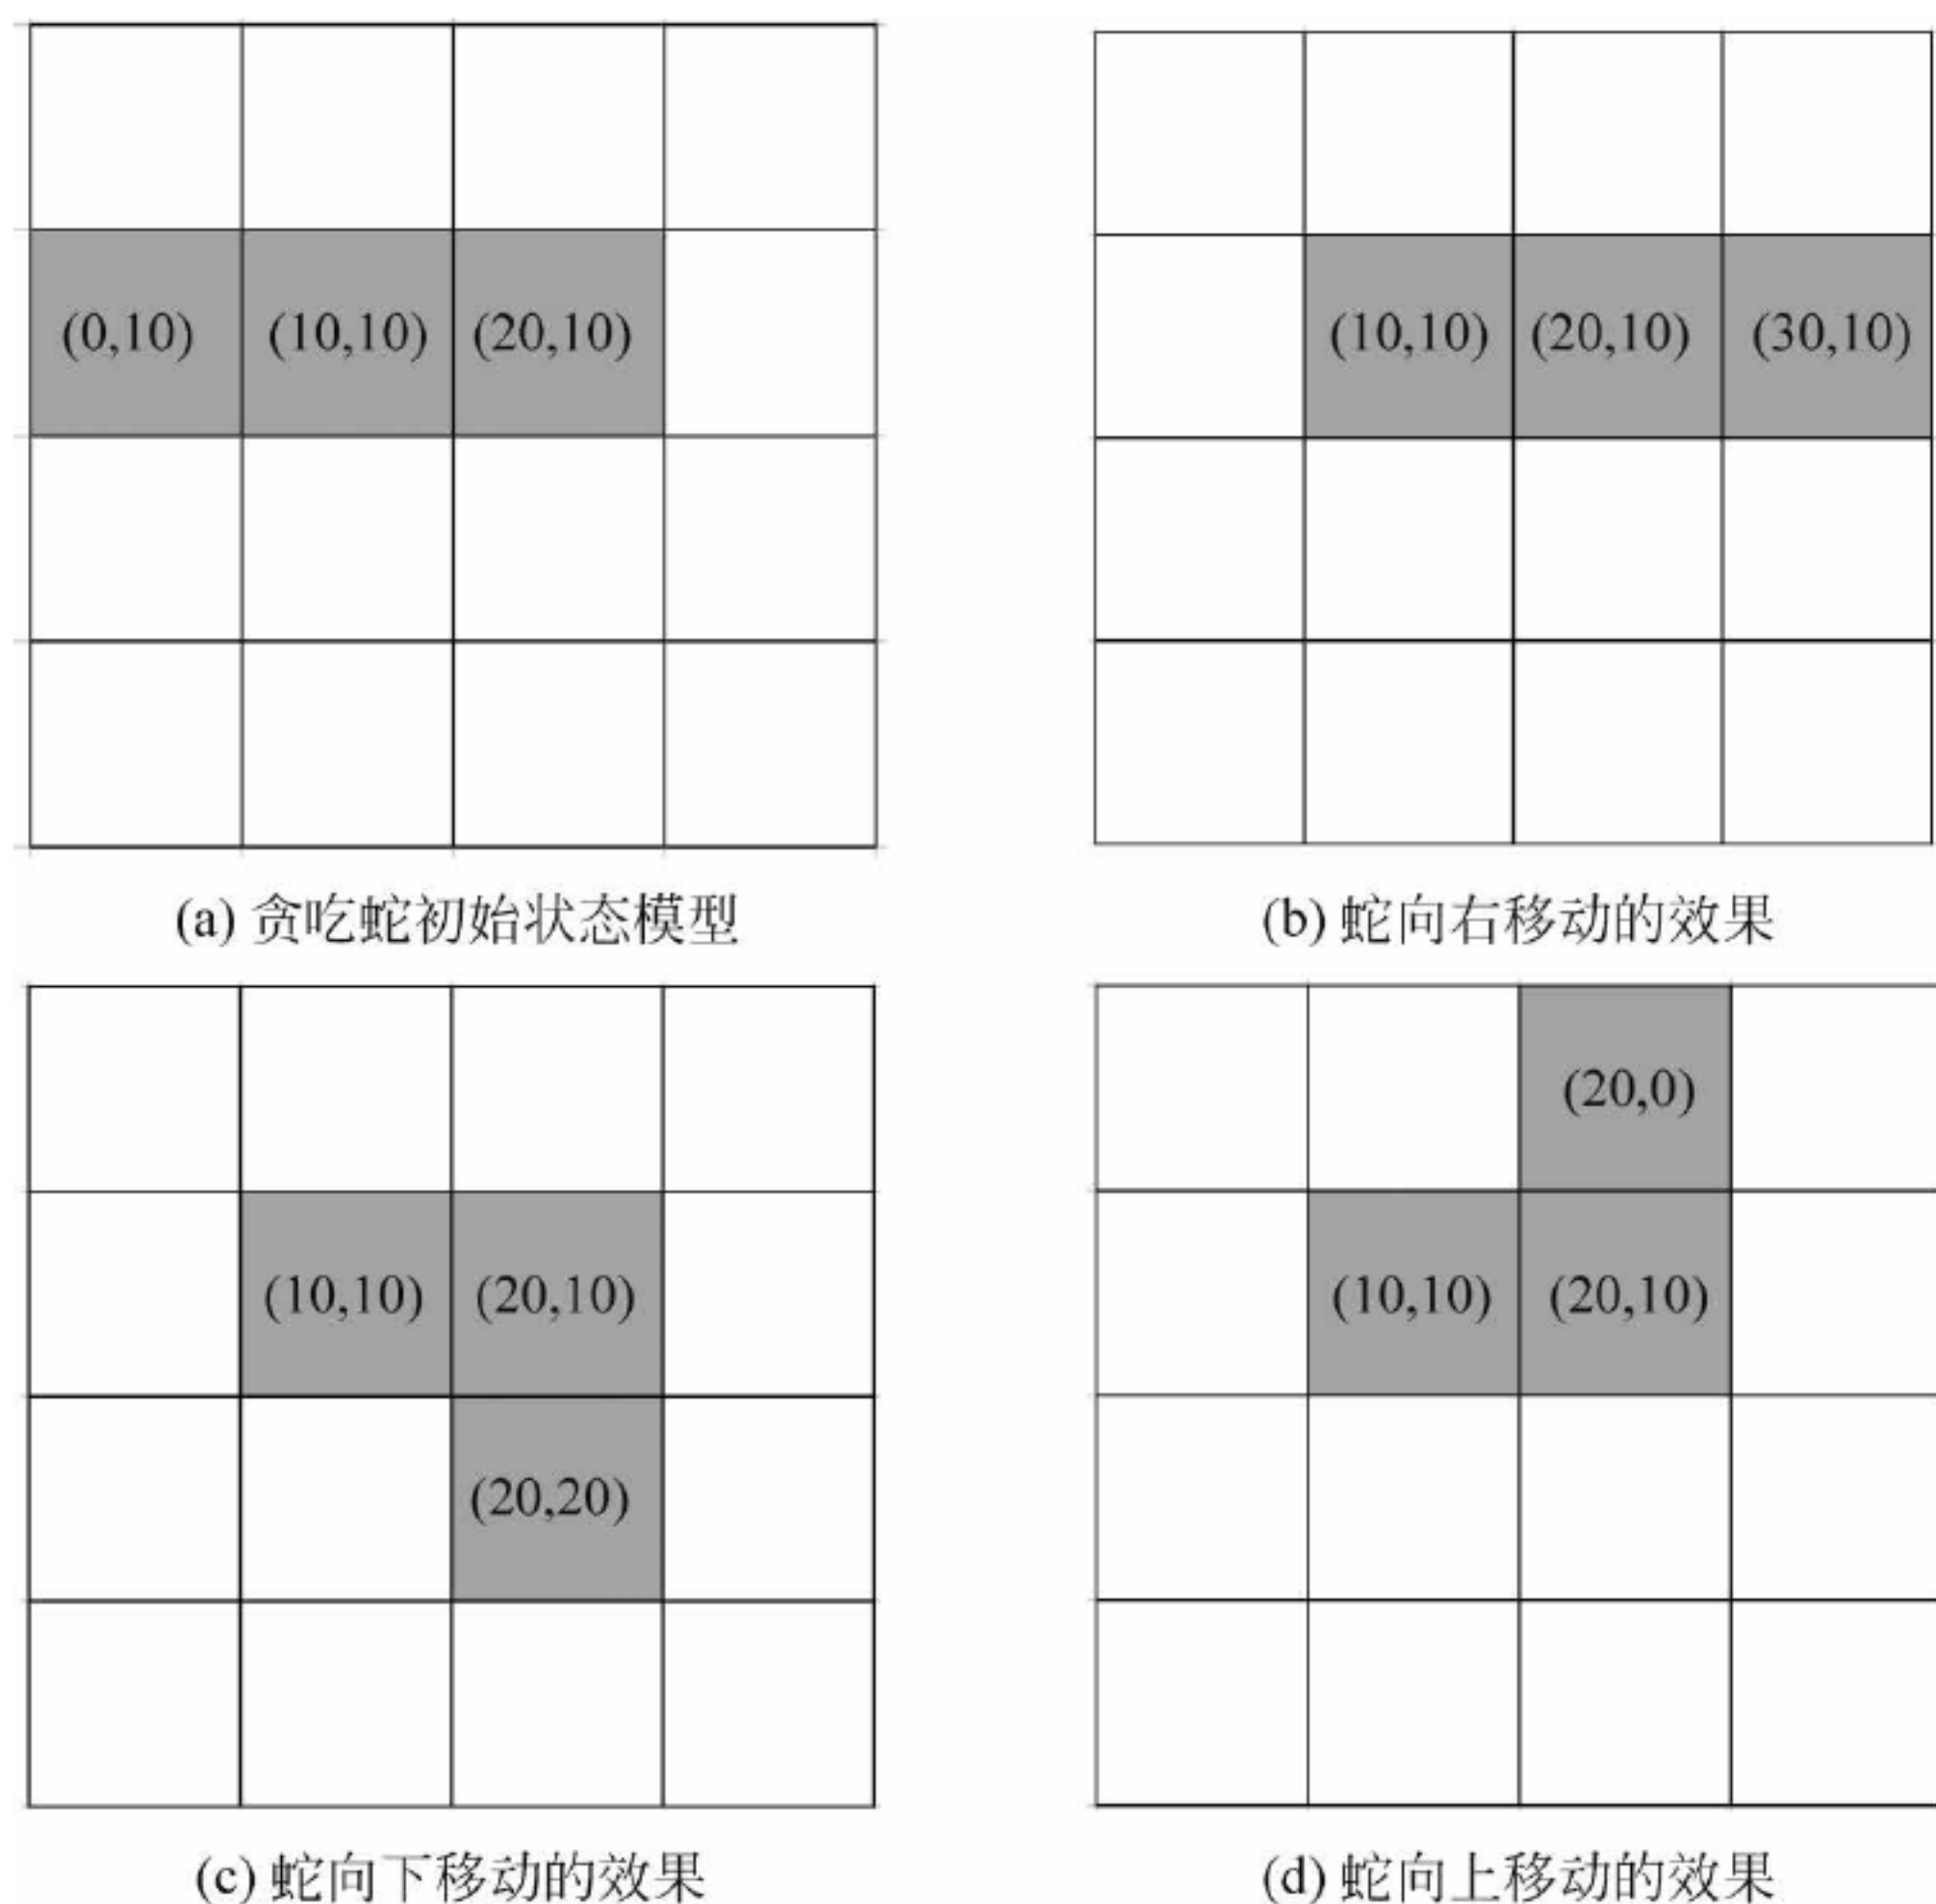 (0,10) (10,10) (20,10)
(10,10) (20,10) (30,10)
(a) 贪吃蛇初始状态模型
(b) 蛇向右移动的效果
(10,10) (20,10)
(20,20)
(20,0)
(10,10) (20,10)
(c) 蛇向下移动的效果
(d) 蛇向上移动的效果